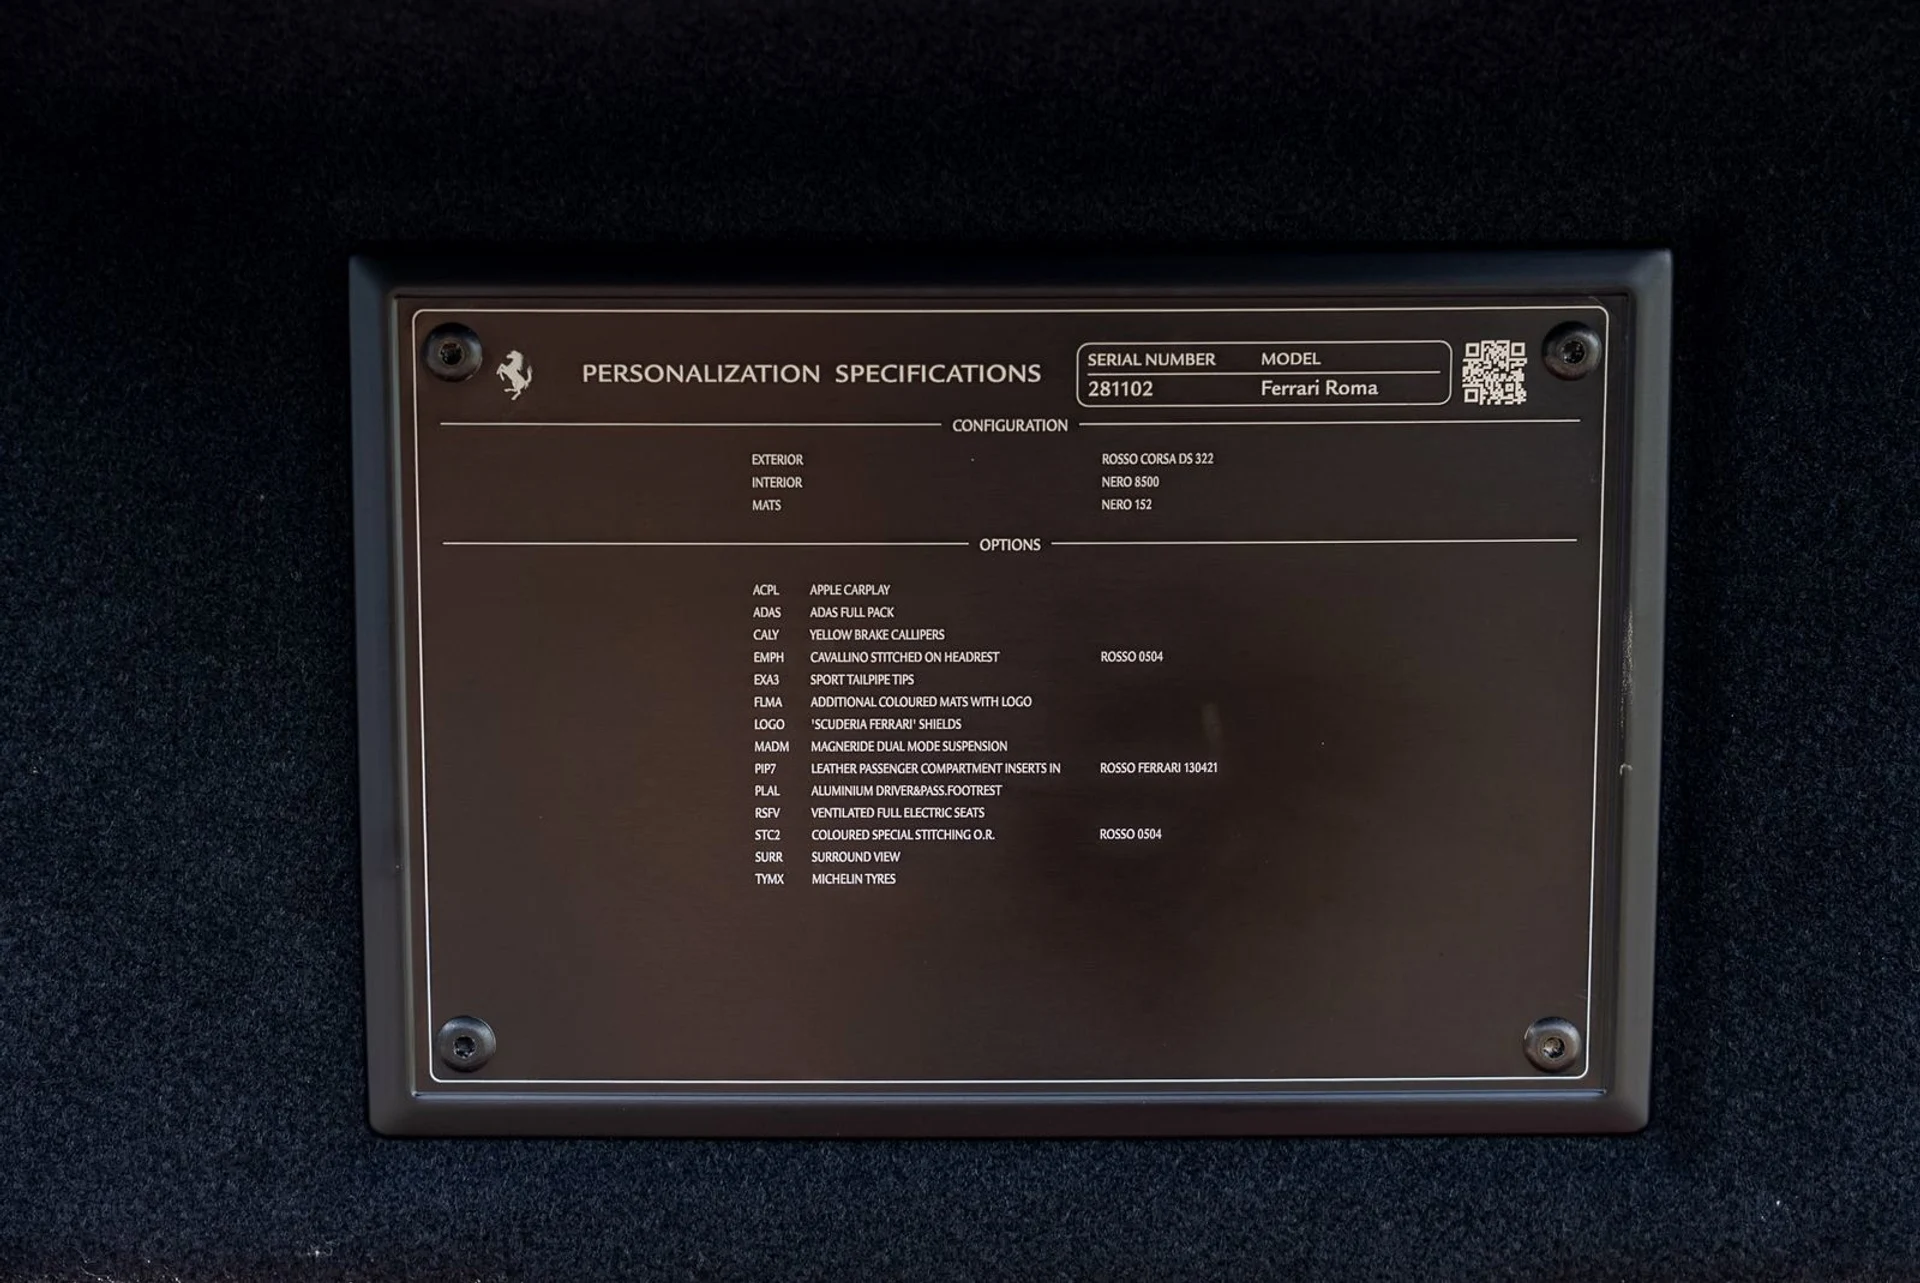 PERSONALIZATION SPECIFICATIONS
SERIAL NUMBER MODEL
281102 Ferrari Roma
CONFIGURATION
EXTERIOR ROSSO CORSA DS 322
INTERIOR NERO 8500
MATS NERO 152
OPTIONS
ACPL APPLE CARPLAY
ADAS ADAS FULL PACK
CALY YELLOW BRAKE CALLIPERS
EMPH CAVALLINO STITCHED ON HEADREST ROSSO 0504
EXA3 SPORT TAILPIPE TIPS
FLMA ADDITIONAL COLOURED MATS WITH LOGO
LOGO 'SCUDERIA FERRARI' SHIELDS
MADM MAGNERIDE DUAL MODE SUSPENSION
PIP7 LEATHER PASSENGER COMPARTMENT INSERTS IN ROSSO FERRARI 130421
PLAL ALUMINIUM DRIVER&PASS.FOOTREST
RSFV VENTILATED FULL ELECTRIC SEATS
STC2 COLOURED SPECIAL STITCHING O.R. ROSSO 0504
SURR SURROUND VIEW
TYMX MICHELIN TYRES